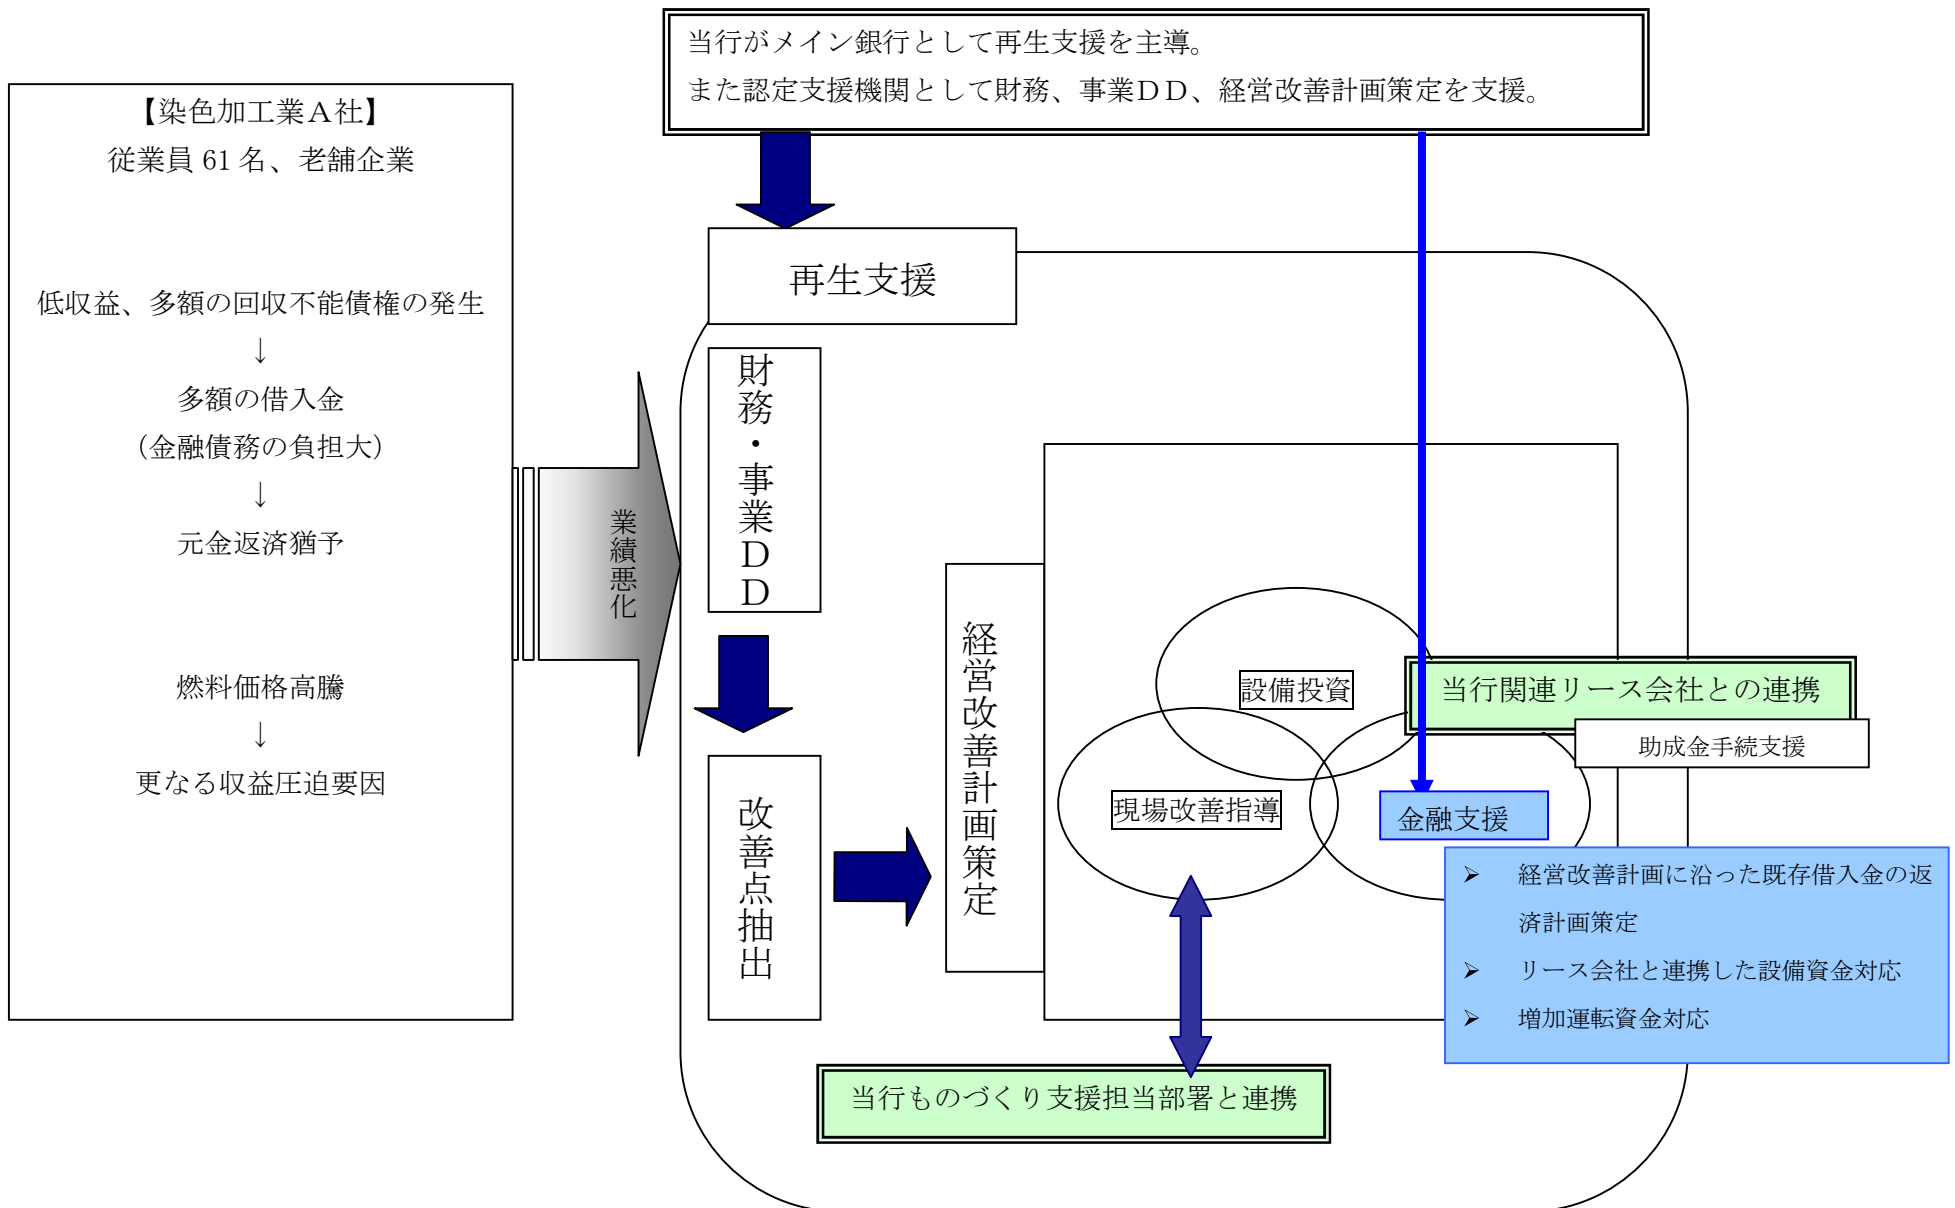 当行がメイン銀行として再生支援を主導。
また認定支援機関として財務、事業ＤＤ、経営改善計画策定を支援。
【染色加工業Ａ社】
従業員 61 名、老舗企業
低収益、多額の回収不能債権の発生
↓
多額の借入金
（金融債務の負担大）
↓
元金返済猶予
燃料価格高騰
↓
更なる収益圧迫要因
業績悪化
再生支援
財務・事業ＤＤ
改善点抽出
経営改善計画策定
設備投資
現場改善指導
金融支援
当行関連リース会社との連携
助成金手続支援
➢ 経営改善計画に沿った既存借入金の返
済計画策定
➢ リース会社と連携した設備資金対応
➢ 増加運転資金対応
当行ものづくり支援担当部署と連携